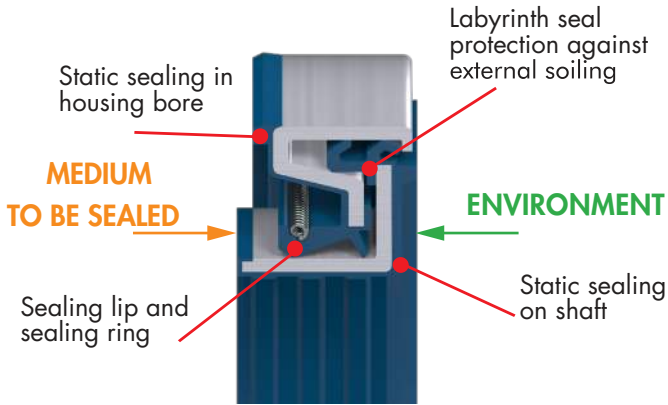 Labyrinth seal
protection against
external soiling
Static sealing in
housing bore
MEDIUM
TO BE SEALED
ENVIRONMENT
Sealing lip and
sealing ring
Static sealing
on shaft